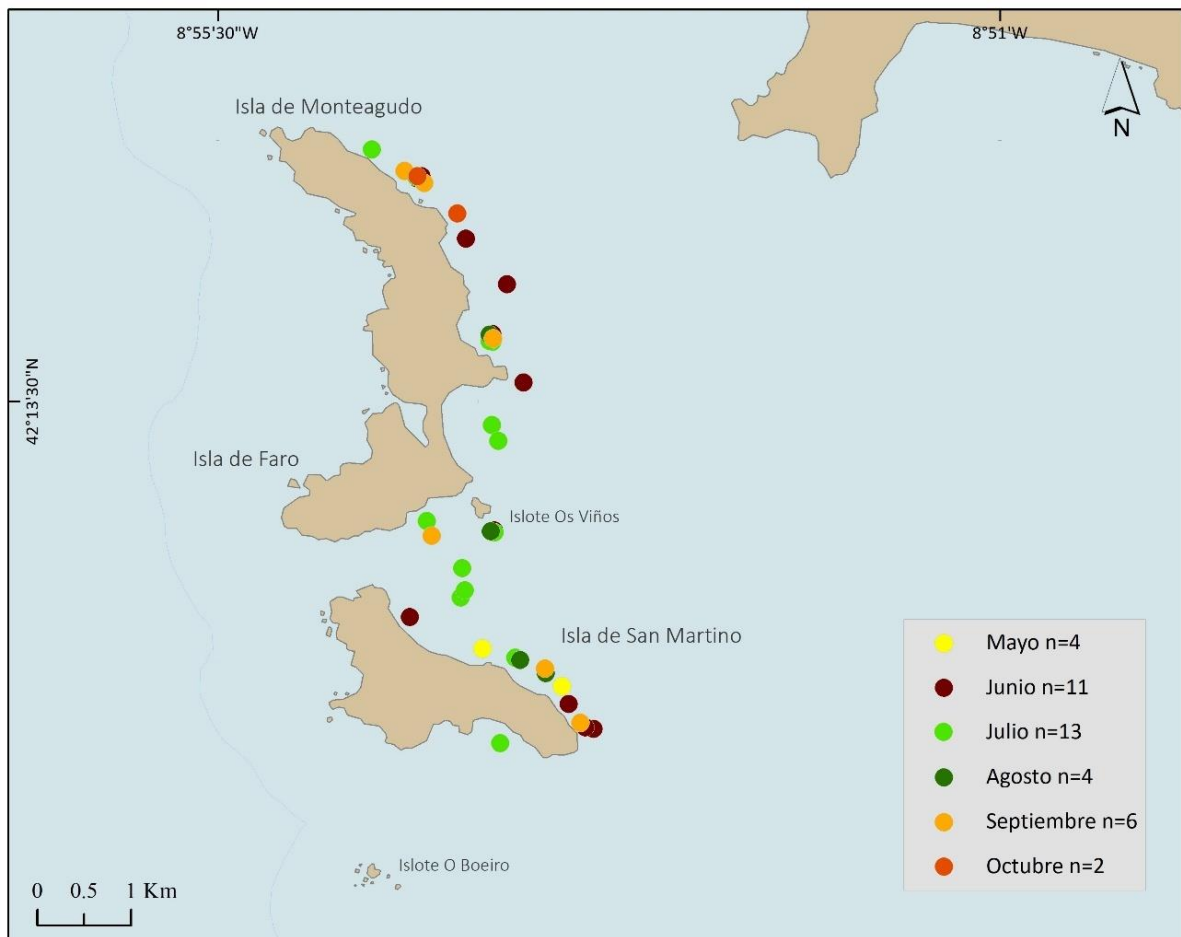 8°55'30"W
8°51'W
Isla de Monteagudo
N
42°13'30"N
Isla de Faro
Islote Os Viños
Isla de San Martino
Mayo n=4
Junio n=11
Julio n=13
Agosto n=4
Septiembre n=6
Octubre n=2
Islote O Boeiro
0 0.5 1 Km